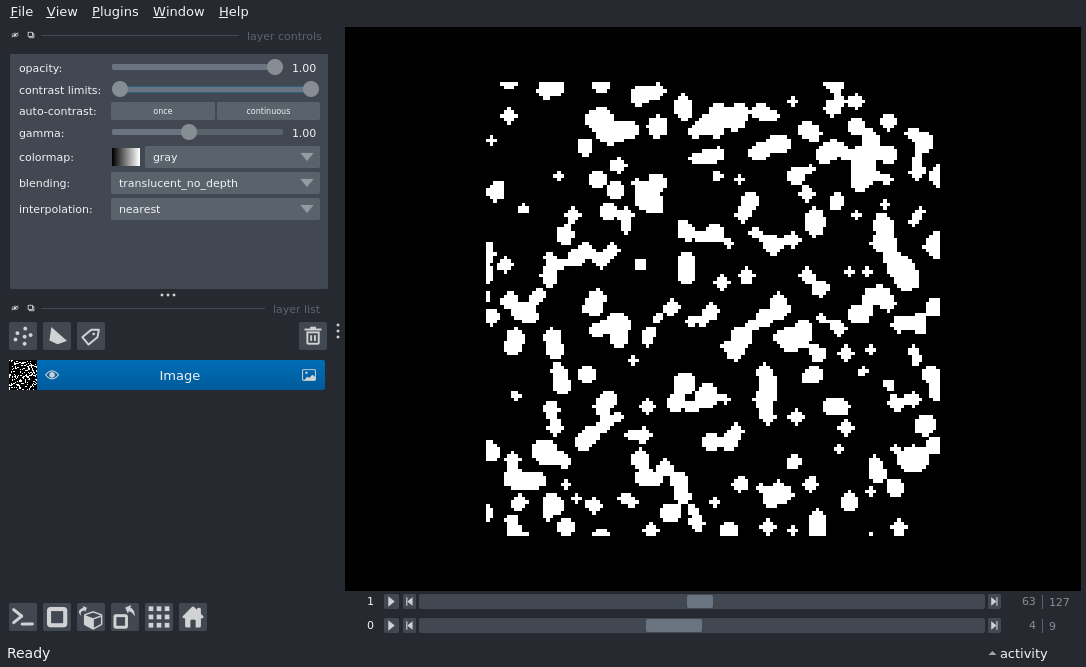 File View Plugins Window Help
layer controls
opacity: 1.00
contrast limits:
auto-contrast: once continuous
gamma: 1.00
colormap: gray
blending: translucent_no_depth
interpolation: nearest
layer list
Image
1 63 127
0 4 9
Ready activity